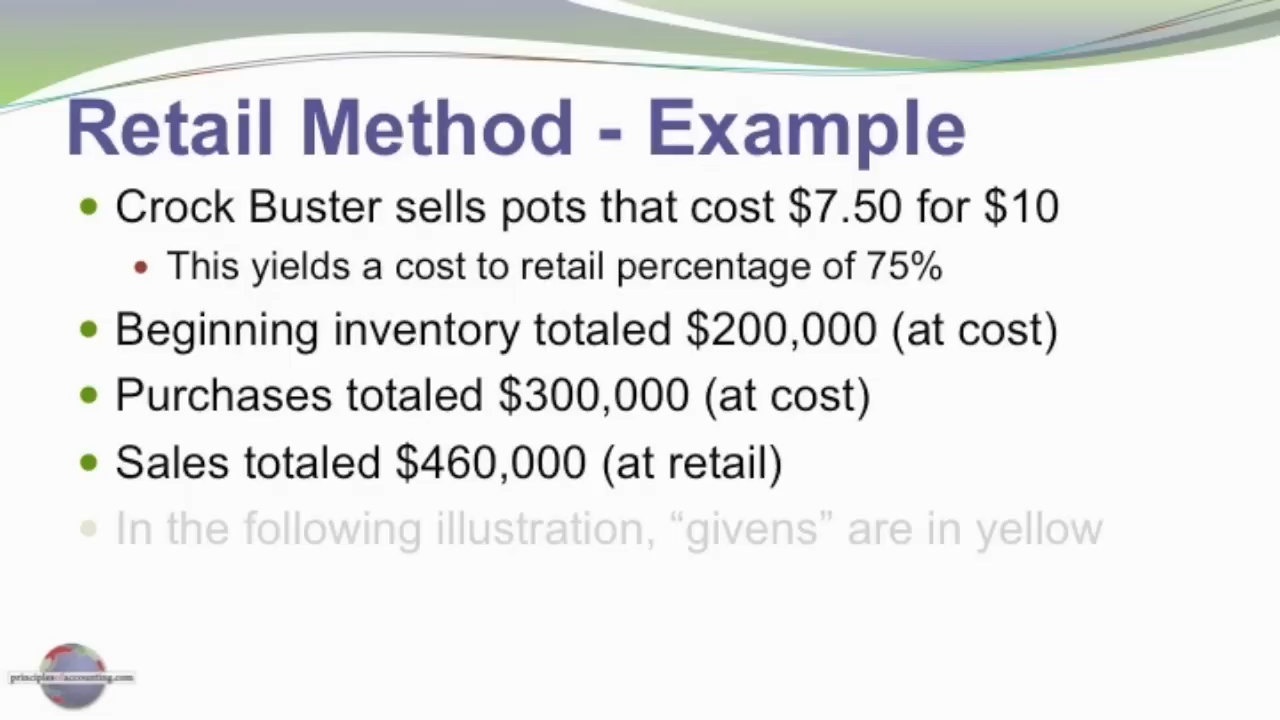 Retail Method - Example
• Crock Buster sells pots that cost $7.50 for $10
• This yields a cost to retail percentage of 75%
• Beginning inventory totaled $200,000 (at cost)
• Purchases totaled $300,000 (at cost)
• Sales totaled $460,000 (at retail)
• In the following illustration, “givens” are in yellow
principlesofaccounting.com